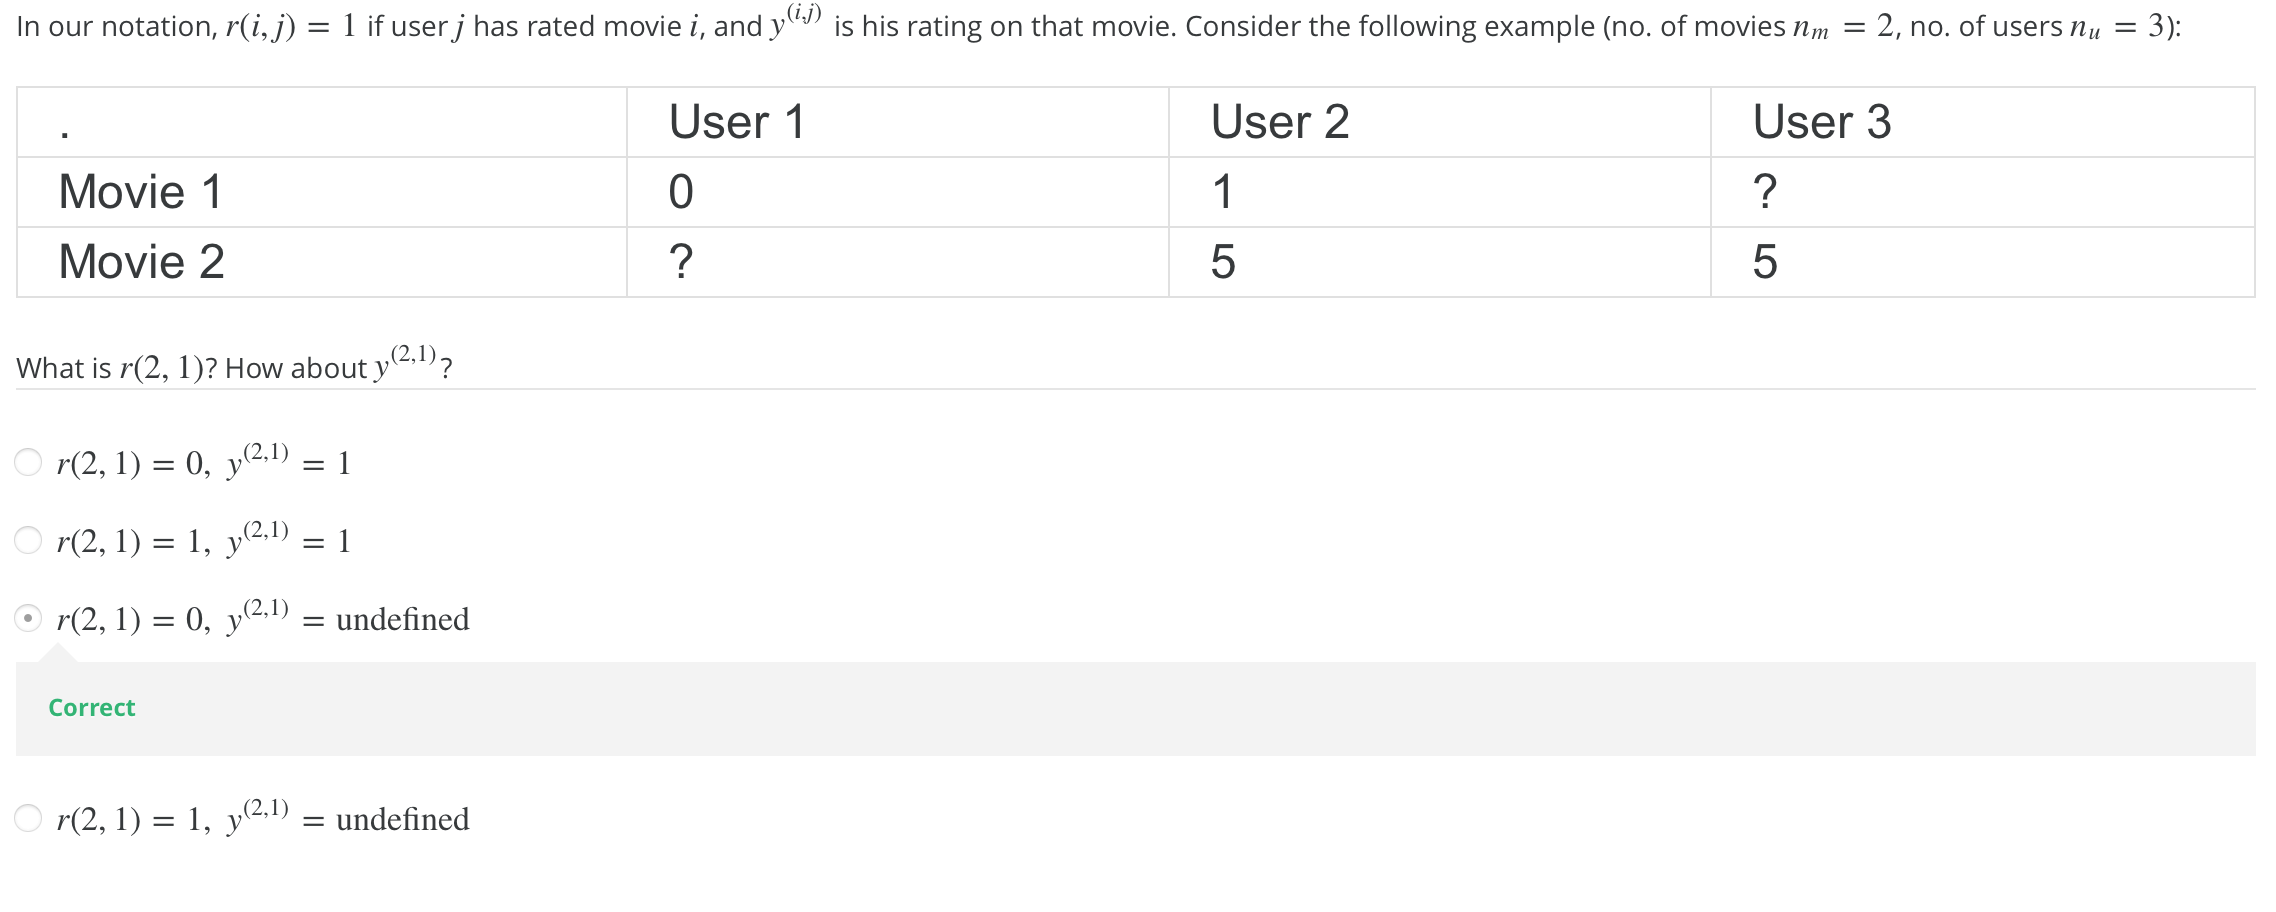 In our notation, r(i, j) = 1 if user j has rated movie i, and y^(i,j) is his rating on that movie. Consider the following example (no. of movies n_m = 2, no. of users n_u = 3):
. User 1 User 2 User 3
Movie 1 0 1 ?
Movie 2 ? 5 5
What is r(2, 1)? How about y^(2,1)?
r(2, 1) = 0, y^(2,1) = 1
r(2, 1) = 1, y^(2,1) = 1
r(2, 1) = 0, y^(2,1) = undefined
Correct
r(2, 1) = 1, y^(2,1) = undefined